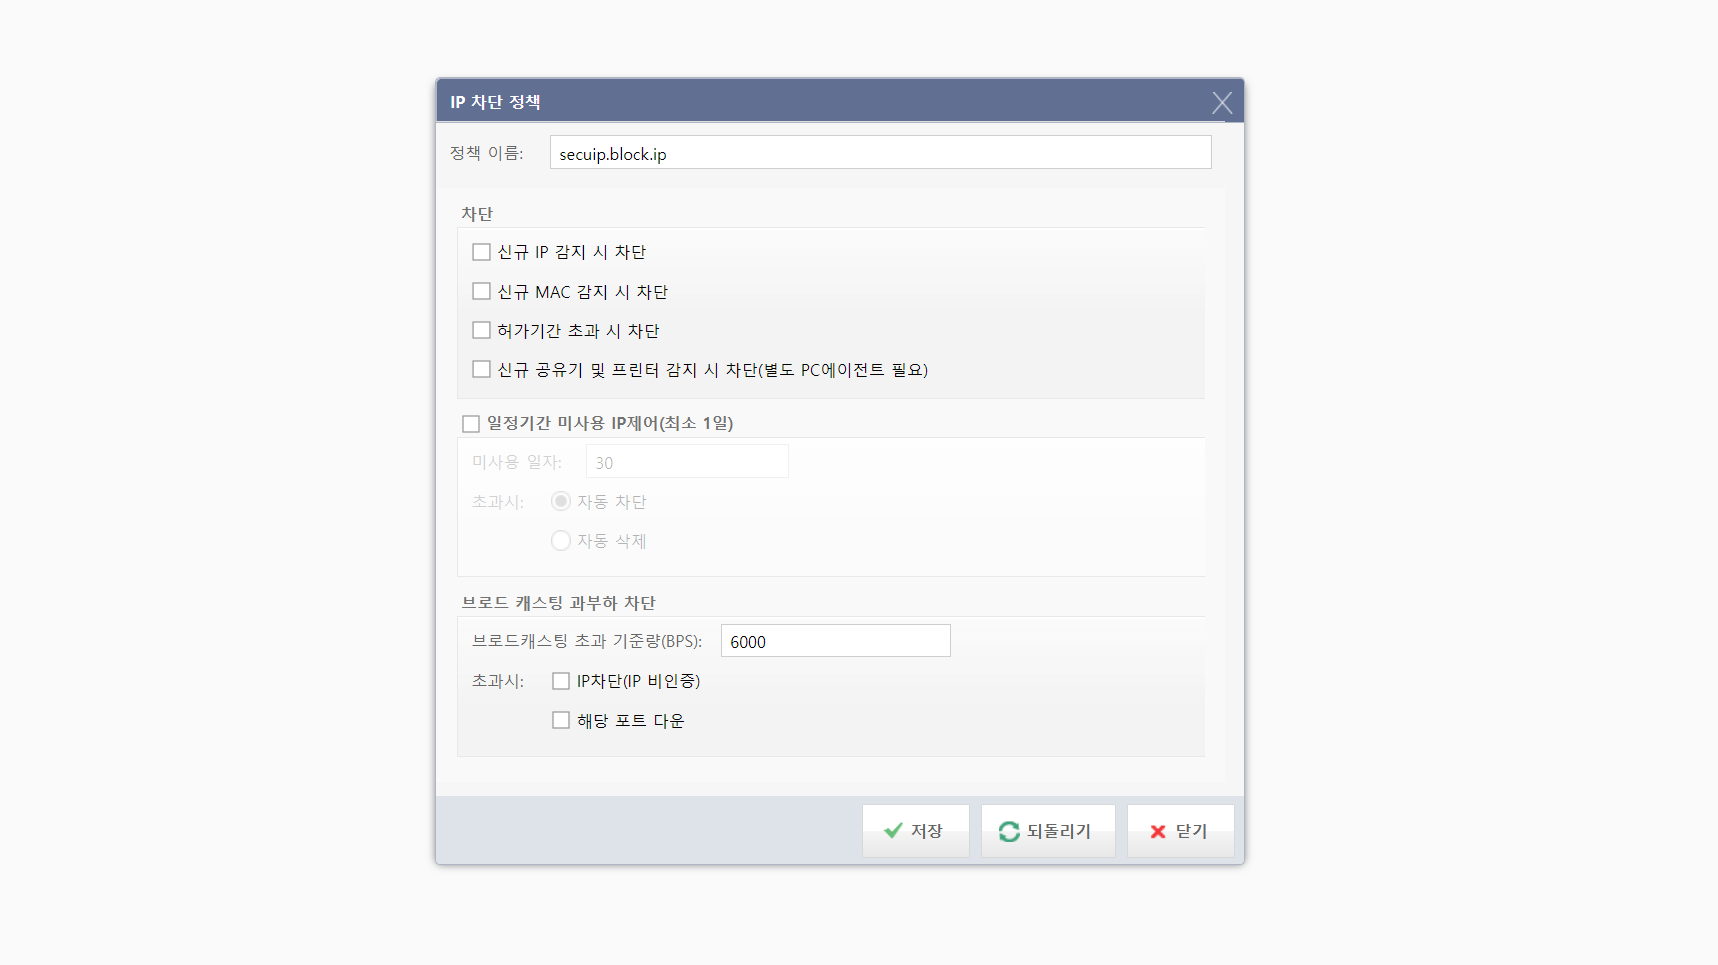 IP 차단 정책
정책 이름: secuip.block.ip
차단
신규 IP 감지 시 차단
신규 MAC 감지 시 차단
허가기간 초과 시 차단
신규 공유기 및 프린터 감지 시 차단(별도 PC에이전트 필요)
일정기간 미사용 IP제어(최소 1일)
미사용 일자: 30
초과시: 자동 차단
자동 삭제
브로드 캐스팅 과부하 차단
브로드캐스팅 초과 기준량(BPS): 6000
초과시: IP차단(IP 비인증)
해당 포트 다운
저장 되돌리기 닫기